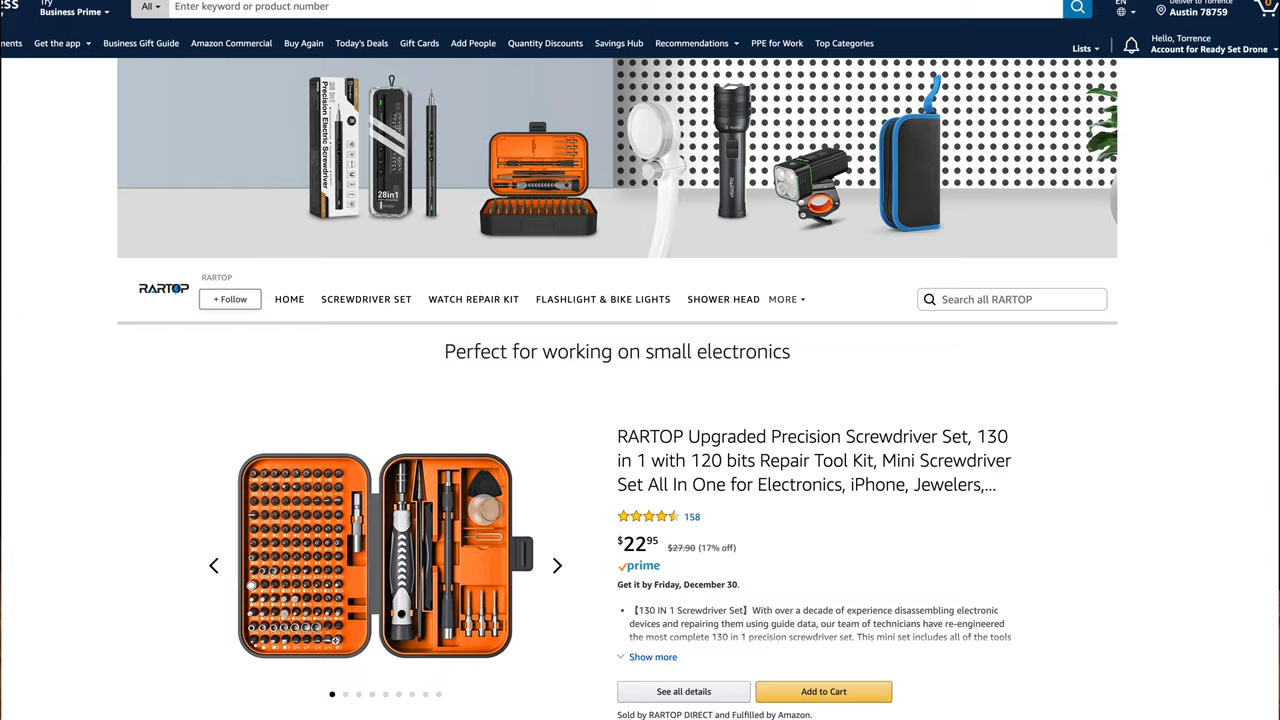 ess
Try
Business Prime
All
Enter keyword or product number
EN
Deliver to Torrence
Austin 78759
0
ments
Get the app
Business Gift Guide
Amazon Commercial
Buy Again
Today's Deals
Gift Cards
Add People
Quantity Discounts
Savings Hub
Recommendations
PPE for Work
Top Categories
Lists
Hello, Torrence
Account for Ready Set Drone
Precision Electric Screwdriver
28in1
RARTOP
RARTOP
RARTOP
+ Follow
HOME
SCREWDRIVER SET
WATCH REPAIR KIT
FLASHLIGHT & BIKE LIGHTS
SHOWER HEAD
MORE
Search all RARTOP
Perfect for working on small electronics
RARTOP Upgraded Precision Screwdriver Set, 130
in 1 with 120 bits Repair Tool Kit, Mini Screwdriver
Set All In One for Electronics, iPhone, Jewelers,...
158
$22 95 $27.90 (17% off)
prime
Get it by Friday, December 30.
• 【130 IN 1 Screwdriver Set】With over a decade of experience disassembling electronic
devices and repairing them using guide data, our team of technicians have re-engineered
the most complete 130 in 1 precision screwdriver set. This mini set includes all of the tools
Show more
See all details
Add to Cart
Sold by RARTOP DIRECT and Fulfilled by Amazon.